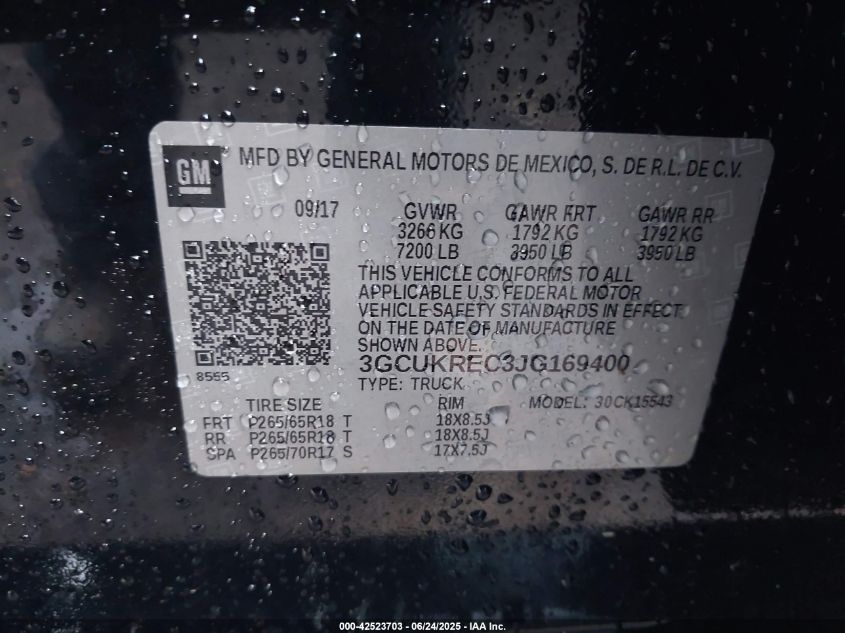 GM
MFD BY GENERAL MOTORS DE MEXICO, S. DE R.L. DE C.V.
09/17 GVWR GAWR FRT GAWR RR
3266 KG 1792 KG 1792 KG
7200 LB 3950 LB 3950 LB
THIS VEHICLE CONFORMS TO ALL
APPLICABLE U.S. FEDERAL MOTOR
VEHICLE SAFETY STANDARDS IN EFFECT
ON THE DATE OF MANUFACTURE
SHOWN ABOVE.
3GCUKREC3JG169400
8555
TYPE: TRUCK
TIRE SIZE RIM MODEL: 30CK15543
FRT P265/65R18 T 18X8.5J
RR P265/65R18 T 18X8.5J
SPA P265/70R17 S 17X7.5J
000-42523703 - 06/24/2025 - IAA Inc.